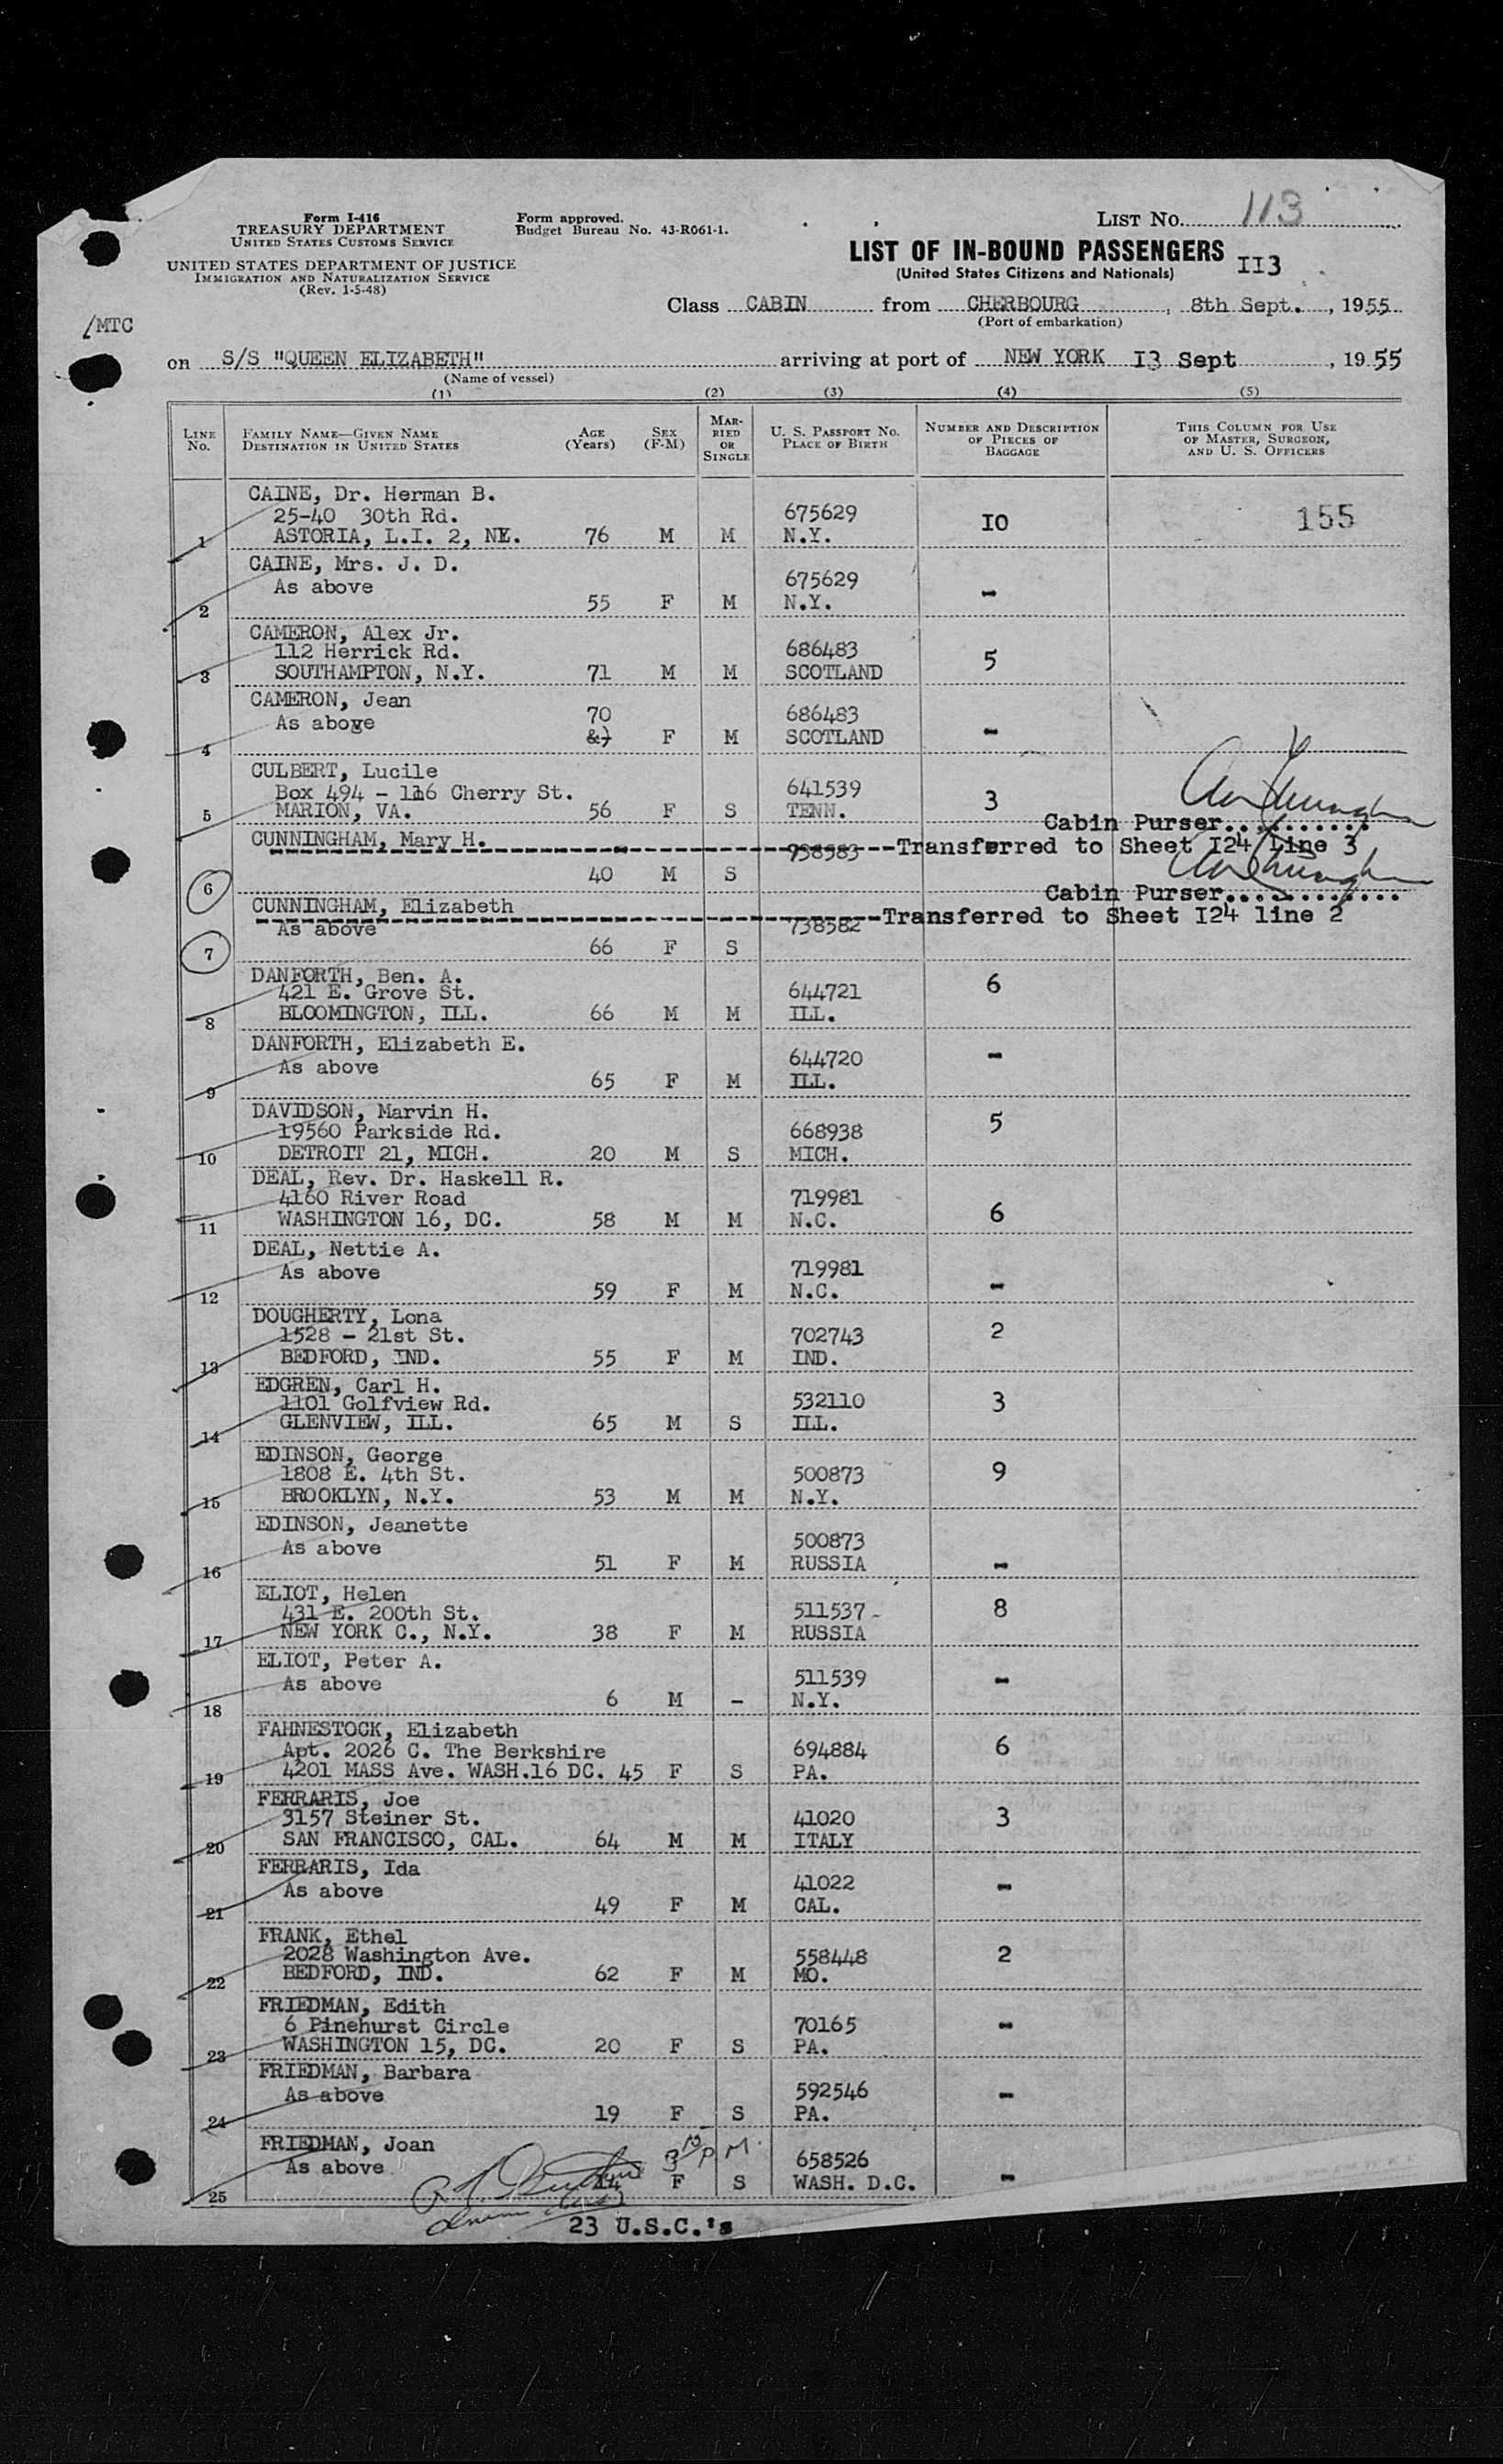 Form I-416
TREASURY DEPARTMENT
UNITED STATES CUSTOMS SERVICE
UNITED STATES DEPARTMENT OF JUSTICE
IMMIGRATION AND NATURALIZATION SERVICE
(Rev. 1-5-48)
Form approved.
Budget Bureau No. 43-R061-1.
LIST NO. 113
LIST OF IN-BOUND PASSENGERS II3
(United States Citizens and Nationals)
/MTC
Class CABIN from CHERBOURG, 8th Sept., 1955
(Port of embarkation)
on S/S "QUEEN ELIZABETH" arriving at port of NEW YORK I3 Sept, 1955
(Name of vessel)
(1) (2) (3) (4) (5)
LINE NO. FAMILY NAME—GIVEN NAME DESTINATION IN UNITED STATES AGE (Years) SEX (F-M) MARRIED OR SINGLE U. S. PASSPORT NO. PLACE OF BIRTH NUMBER AND DESCRIPTION OF PIECES OF BAGGAGE THIS COLUMN FOR USE OF MASTER, SURGEON, AND U. S. OFFICERS
CAINE, Dr. Herman B.
25-40 30th Rd. 675629 IO 155
1 ASTORIA, L.I. 2, NY. 76 M M N.Y.
CAINE, Mrs. J. D.
As above 675629 -
2 55 F M N.Y.
CAMERON, Alex Jr.
112 Herrick Rd. 686483 5
3 SOUTHAMPTON, N.Y. 71 M M SCOTLAND
CAMERON, Jean
As above 70 686483 -
4 &7 F M SCOTLAND
CULBERT, Lucile
Box 494 - 116 Cherry St. 641539 3
5 MARION, VA. 56 F S TENN.
Cabin Purser..........
CUNNINGHAM, Mary H. 738583 Transferred to Sheet I24 Line 3
6 40 M S
Cabin Purser............
CUNNINGHAM, Elizabeth
As above 738582 Transferred to Sheet I24 line 2
7 66 F S
DANFORTH, Ben. A. 6
421 E. Grove St. 644721
8 BLOOMINGTON, ILL. 66 M M ILL.
DANFORTH, Elizabeth E.
As above 644720 -
9 65 F M ILL.
DAVIDSON, Marvin H. 5
19560 Parkside Rd. 668938
10 DETROIT 21, MICH. 20 M S MICH.
DEAL, Rev. Dr. Haskell R.
4160 River Road 719981 6
11 WASHINGTON 16, DC. 58 M M N.C.
DEAL, Nettie A.
As above 719981 -
12 59 F M N.C.
DOUGHERTY, Lona
1528 - 21st St. 702743 2
13 BEDFORD, IND. 55 F M IND.
EDGREN, Carl H.
1101 Golfview Rd. 532110 3
14 GLENVIEW, ILL. 65 M S ILL.
EDINSON, George
1808 E. 4th St. 500873 9
15 BROOKLYN, N.Y. 53 M M N.Y.
EDINSON, Jeanette
As above 500873 -
16 51 F M RUSSIA
ELIOT, Helen
431 E. 200th St. 511537 8
17 NEW YORK C., N.Y. 38 F M RUSSIA
ELIOT, Peter A.
As above 511539 -
18 6 M - N.Y.
FAHNESTOCK, Elizabeth
Apt. 2026 C. The Berkshire 694884 6
19 4201 MASS Ave. WASH.16 DC. 45 F S PA.
FERRARIS, Joe
3157 Steiner St. 41020 3
20 SAN FRANCISCO, CAL. 64 M M ITALY
FERRARIS, Ida
As above 41022 -
21 49 F M CAL.
FRANK, Ethel
2028 Washington Ave. 558448 2
22 BEDFORD, IND. 62 F M MO.
FRIEDMAN, Edith
6 Pinehurst Circle 70165 -
23 WASHINGTON 15, DC. 20 F S PA.
FRIEDMAN, Barbara
As above 592546 -
24 19 F S PA.
FRIEDMAN, Joan 3 10 P.M.
As above 658526 -
25 14 F S WASH. D.C.
23 U.S.C.'s